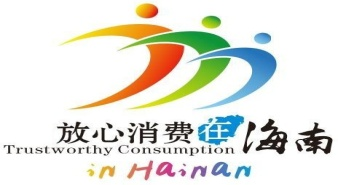 放心消费在海南
Trustworthy Consumption
in Hainan